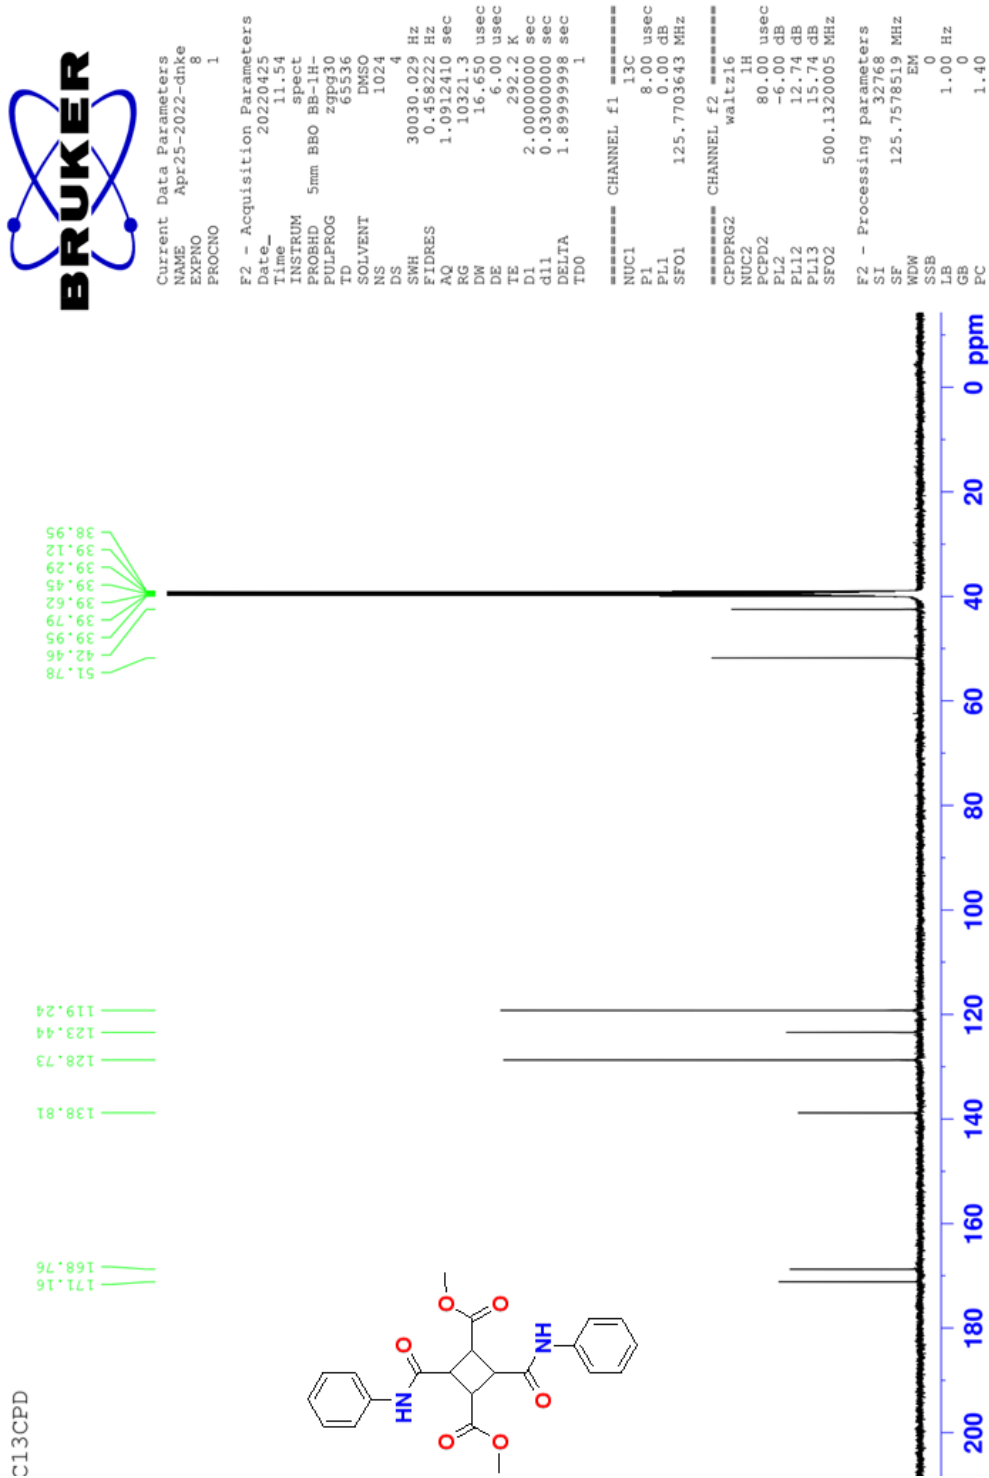 C13CPD
171.16
168.76
138.81
128.73
123.44
119.24
51.78
42.46
39.95
39.79
39.62
39.45
39.29
39.12
38.95
BRUKER
Current Data Parameters
NAME Apr25-2022-dnke
EXPNO 8
PROCNO 1
F2 - Acquisition Parameters
Date_ 20220425
Time 11.54
INSTRUM spect
PROBHD 5mm BBO BB-1H-
PULPROG zgpg30
TD 65536
SOLVENT DMSO
NS 1024
DS 4
SWH 30030.029 Hz
FIDRES 0.458222 Hz
AQ 1.0912410 sec
RG 10321.3
DW 16.650 usec
DE 6.00 usec
TE 292.2 K
D1 2.00000000 sec
d11 0.03000000 sec
DELTA 1.89999998 sec
TD0 1
======== CHANNEL f1 ========
NUC1 13C
P1 8.00 usec
PL1 0.00 dB
SFO1 125.7703643 MHz
======== CHANNEL f2 ========
CPDPRG2 waltz16
NUC2 1H
PCPD2 80.00 usec
PL2 -6.00 dB
PL12 12.74 dB
PL13 15.74 dB
SFO2 500.1320005 MHz
F2 - Processing parameters
SI 32768
SF 125.7578519 MHz
WDW EM
SSB 0
LB 1.00 Hz
GB 0
PC 1.40
O
HN
O
O
O
O
NH
O
200 180 160 140 120 100 80 60 40 20 0 ppm